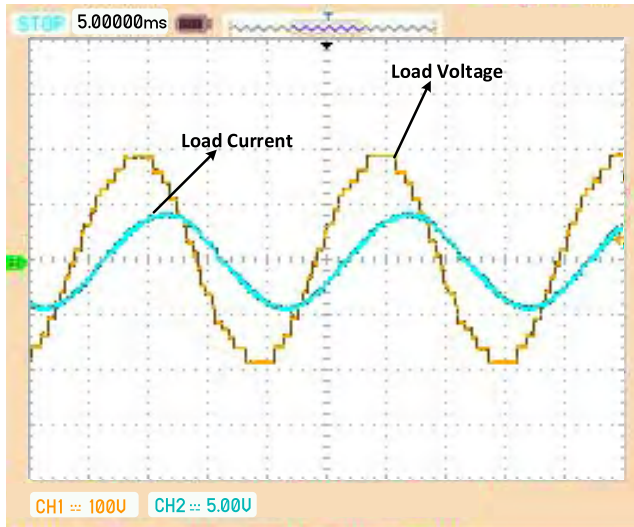 STOP 5.00000ms
T
Load Voltage
Load Current
CH1 100V CH2 5.00V